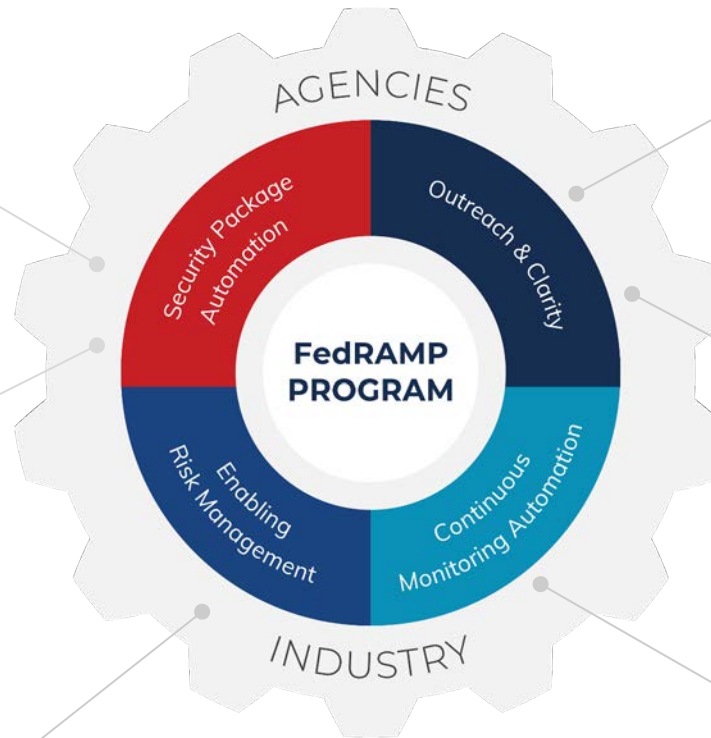 AGENCIES
Security Package
Automation
Outreach & Clarity
FedRAMP
PROGRAM
Enabling
Risk Management
Continuous
Monitoring Automation
INDUSTRY